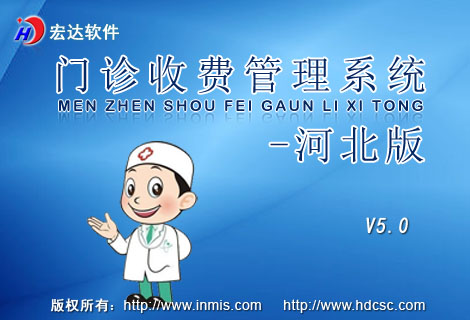 宏达软件
门诊收费管理系统
MEN ZHEN SHOU FEI GAUN LI XI TONG
-河北版
V5.0
版权所有：http://www.inmis.com http://www.hdcsc.com